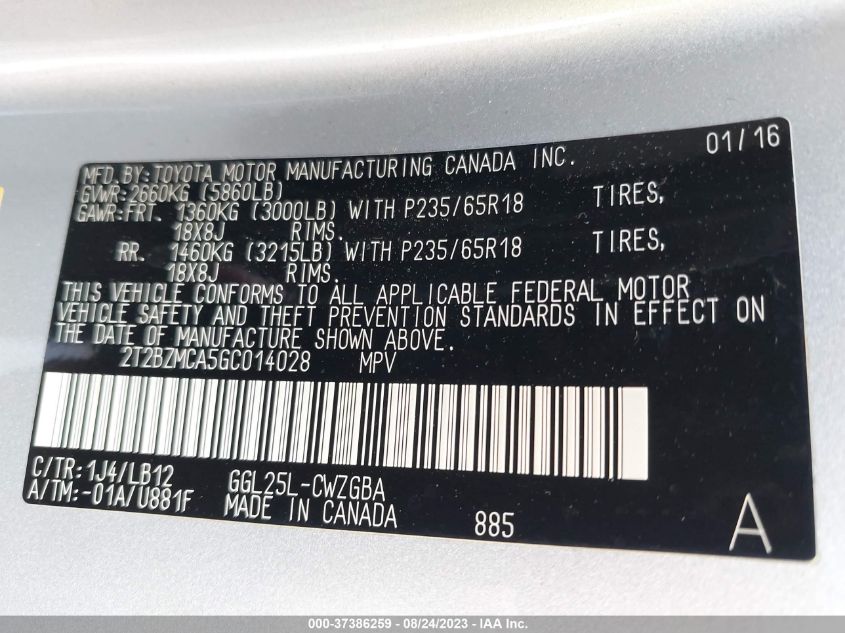 01/16
MFD.BY:TOYOTA MOTOR MANUFACTURING CANADA INC.
GVWR:2660KG (5860LB)
GAWR:FRT. 1360KG (3000LB) WITH P235/65R18 TIRES,
18X8J RIMS.
RR. 1460KG (3215LB) WITH P235/65R18 TIRES,
18X8J RIMS.
THIS VEHICLE CONFORMS TO ALL APPLICABLE FEDERAL MOTOR
VEHICLE SAFETY AND THEFT PREVENTION STANDARDS IN EFFECT ON
THE DATE OF MANUFACTURE SHOWN ABOVE.
2T2BZMCA5GC014028 MPV
C/TR:1J4/LB12 GGL25L-CWZGBA
A/TM:-01A/U881F MADE IN CANADA 885 A
000-37386259 - 08/24/2023 - IAA Inc.